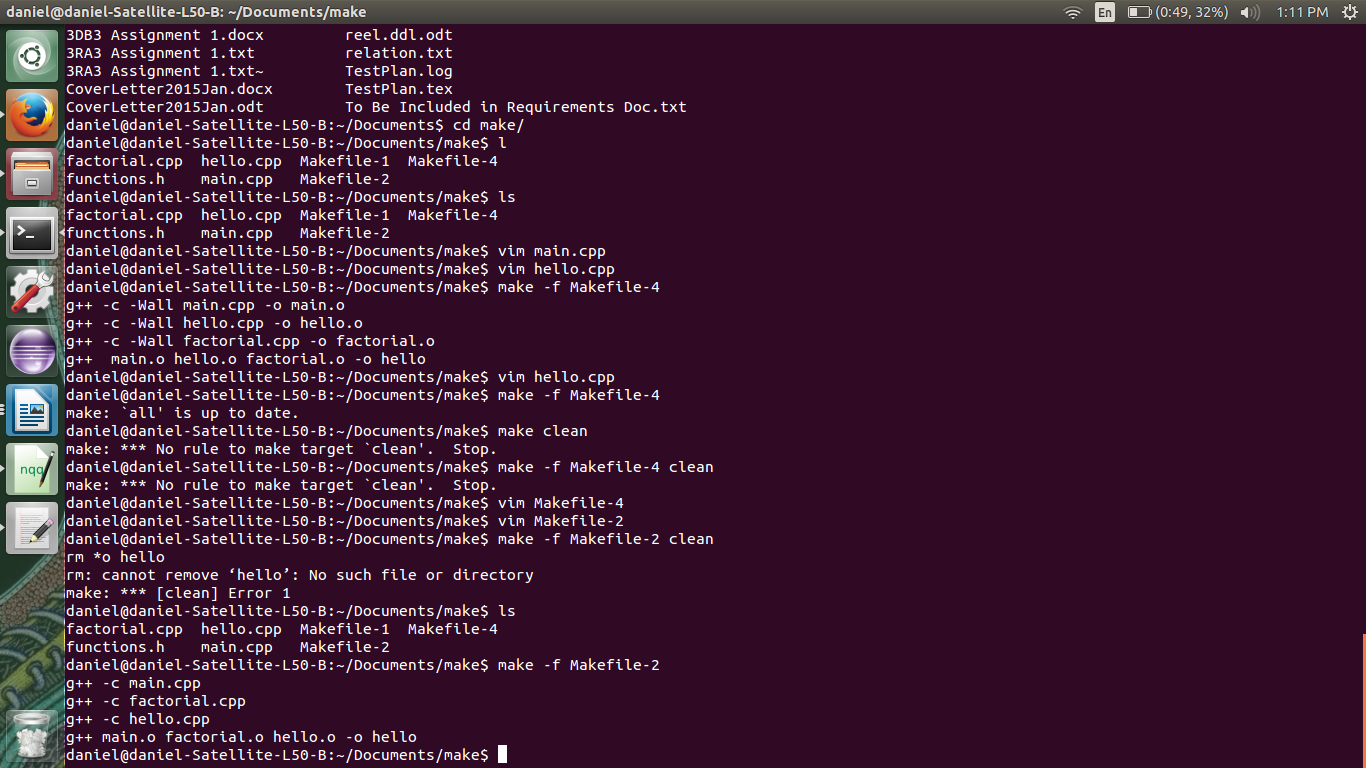 daniel@daniel-Satellite-L50-B: ~/Documents/make En (0:49, 32%) 1:11 PM
3DB3 Assignment 1.docx         reel.ddl.odt
3RA3 Assignment 1.txt          relation.txt
3RA3 Assignment 1.txt~         TestPlan.log
CoverLetter2015Jan.docx        TestPlan.tex
CoverLetter2015Jan.odt         To Be Included in Requirements Doc.txt
daniel@daniel-Satellite-L50-B:~/Documents$ cd make/
daniel@daniel-Satellite-L50-B:~/Documents/make$ l
factorial.cpp  hello.cpp  Makefile-1  Makefile-4
functions.h    main.cpp   Makefile-2
daniel@daniel-Satellite-L50-B:~/Documents/make$ ls
factorial.cpp  hello.cpp  Makefile-1  Makefile-4
functions.h    main.cpp   Makefile-2
daniel@daniel-Satellite-L50-B:~/Documents/make$ vim main.cpp
daniel@daniel-Satellite-L50-B:~/Documents/make$ vim hello.cpp
daniel@daniel-Satellite-L50-B:~/Documents/make$ make -f Makefile-4
g++ -c -Wall main.cpp -o main.o
g++ -c -Wall hello.cpp -o hello.o
g++ -c -Wall factorial.cpp -o factorial.o
g++  main.o hello.o factorial.o -o hello
daniel@daniel-Satellite-L50-B:~/Documents/make$ vim hello.cpp
daniel@daniel-Satellite-L50-B:~/Documents/make$ make -f Makefile-4
make: `all' is up to date.
daniel@daniel-Satellite-L50-B:~/Documents/make$ make clean
make: *** No rule to make target `clean'.  Stop.
daniel@daniel-Satellite-L50-B:~/Documents/make$ make -f Makefile-4 clean
make: *** No rule to make target `clean'.  Stop.
daniel@daniel-Satellite-L50-B:~/Documents/make$ vim Makefile-4
daniel@daniel-Satellite-L50-B:~/Documents/make$ vim Makefile-2
daniel@daniel-Satellite-L50-B:~/Documents/make$ make -f Makefile-2 clean
rm *o hello
rm: cannot remove ‘hello’: No such file or directory
make: *** [clean] Error 1
daniel@daniel-Satellite-L50-B:~/Documents/make$ ls
factorial.cpp  hello.cpp  Makefile-1  Makefile-4
functions.h    main.cpp   Makefile-2
daniel@daniel-Satellite-L50-B:~/Documents/make$ make -f Makefile-2
g++ -c main.cpp
g++ -c factorial.cpp
g++ -c hello.cpp
g++ main.o factorial.o hello.o -o hello
daniel@daniel-Satellite-L50-B:~/Documents/make$
nqq